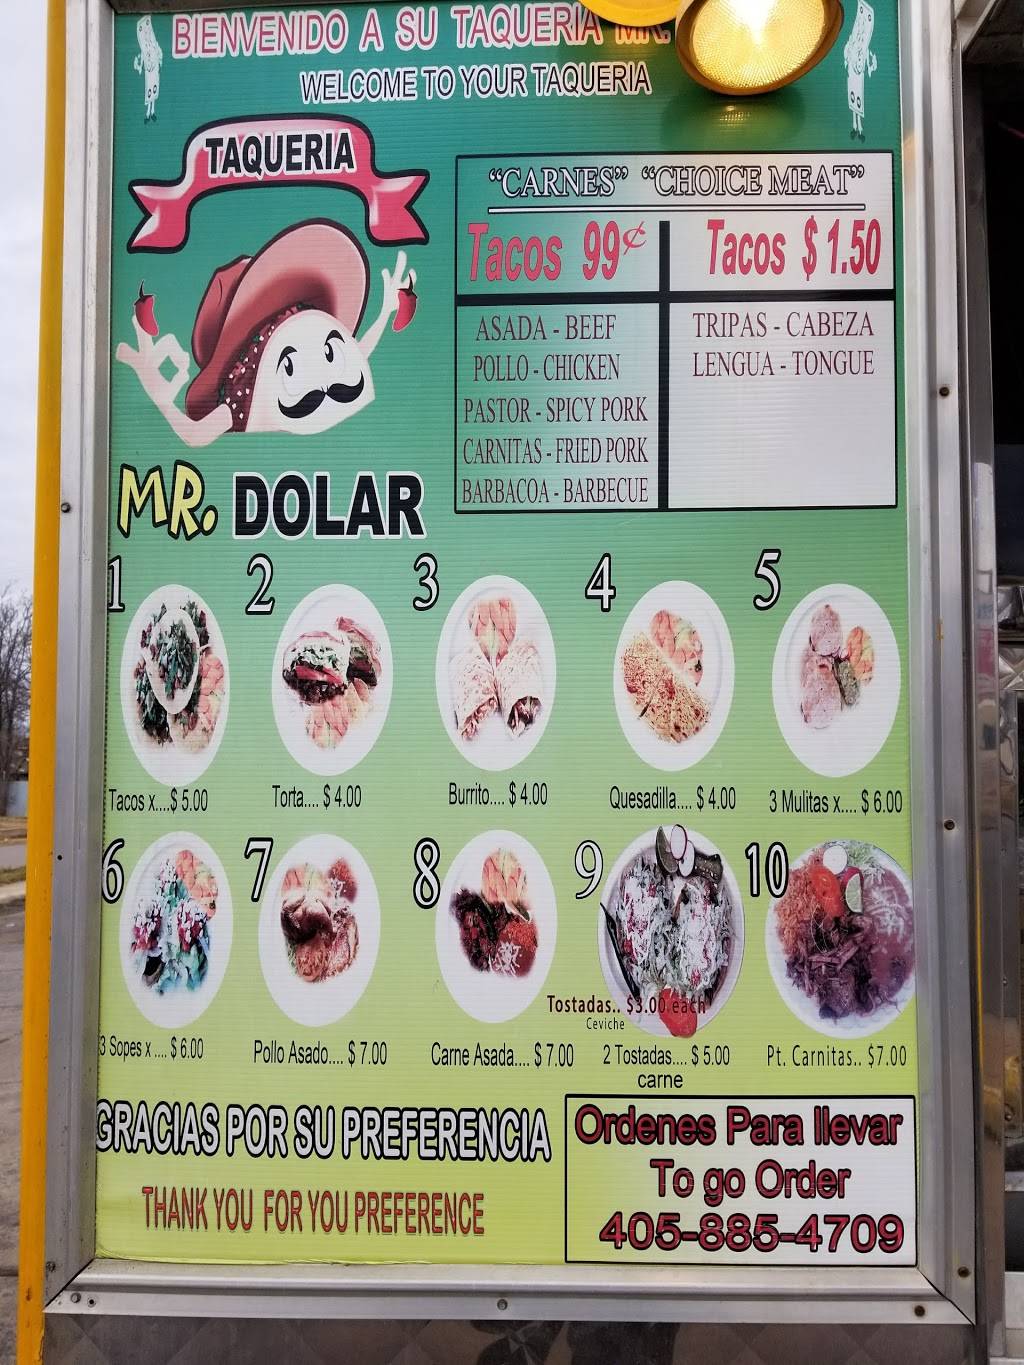 BIENVENIDO A SU TAQUERIA MR.
WELCOME TO YOUR TAQUERIA
TAQUERIA
MR. DOLAR
"CARNES" "CHOICE MEAT"
Tacos 99¢
ASADA - BEEF
POLLO - CHICKEN
PASTOR - SPICY PORK
CARNITAS - FRIED PORK
BARBACOA - BARBECUE
Tacos $ 1.50
TRIPAS - CABEZA
LENGUA - TONGUE
1
Tacos x....$ 5.00
2
Torta.... $ 4.00
3
Burrito.... $ 4.00
4
Quesadilla.... $ 4.00
5
3 Mulitas x.... $ 6.00
6
3 Sopes x .... $ 6.00
7
Pollo Asado.... $ 7.00
8
Carne Asada.... $ 7.00
9
Tostadas.. $3.00 each
Ceviche
2 Tostadas.... $ 5.00
carne
10
Pt. Carnitas.. $7.00
GRACIAS POR SU PREFERENCIA
THANK YOU FOR YOU PREFERENCE
Ordenes Para llevar
To go Order
405-885-4709